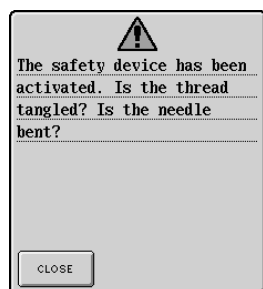 The safety device has been
activated. Is the thread
tangled? Is the needle
bent?
CLOSE